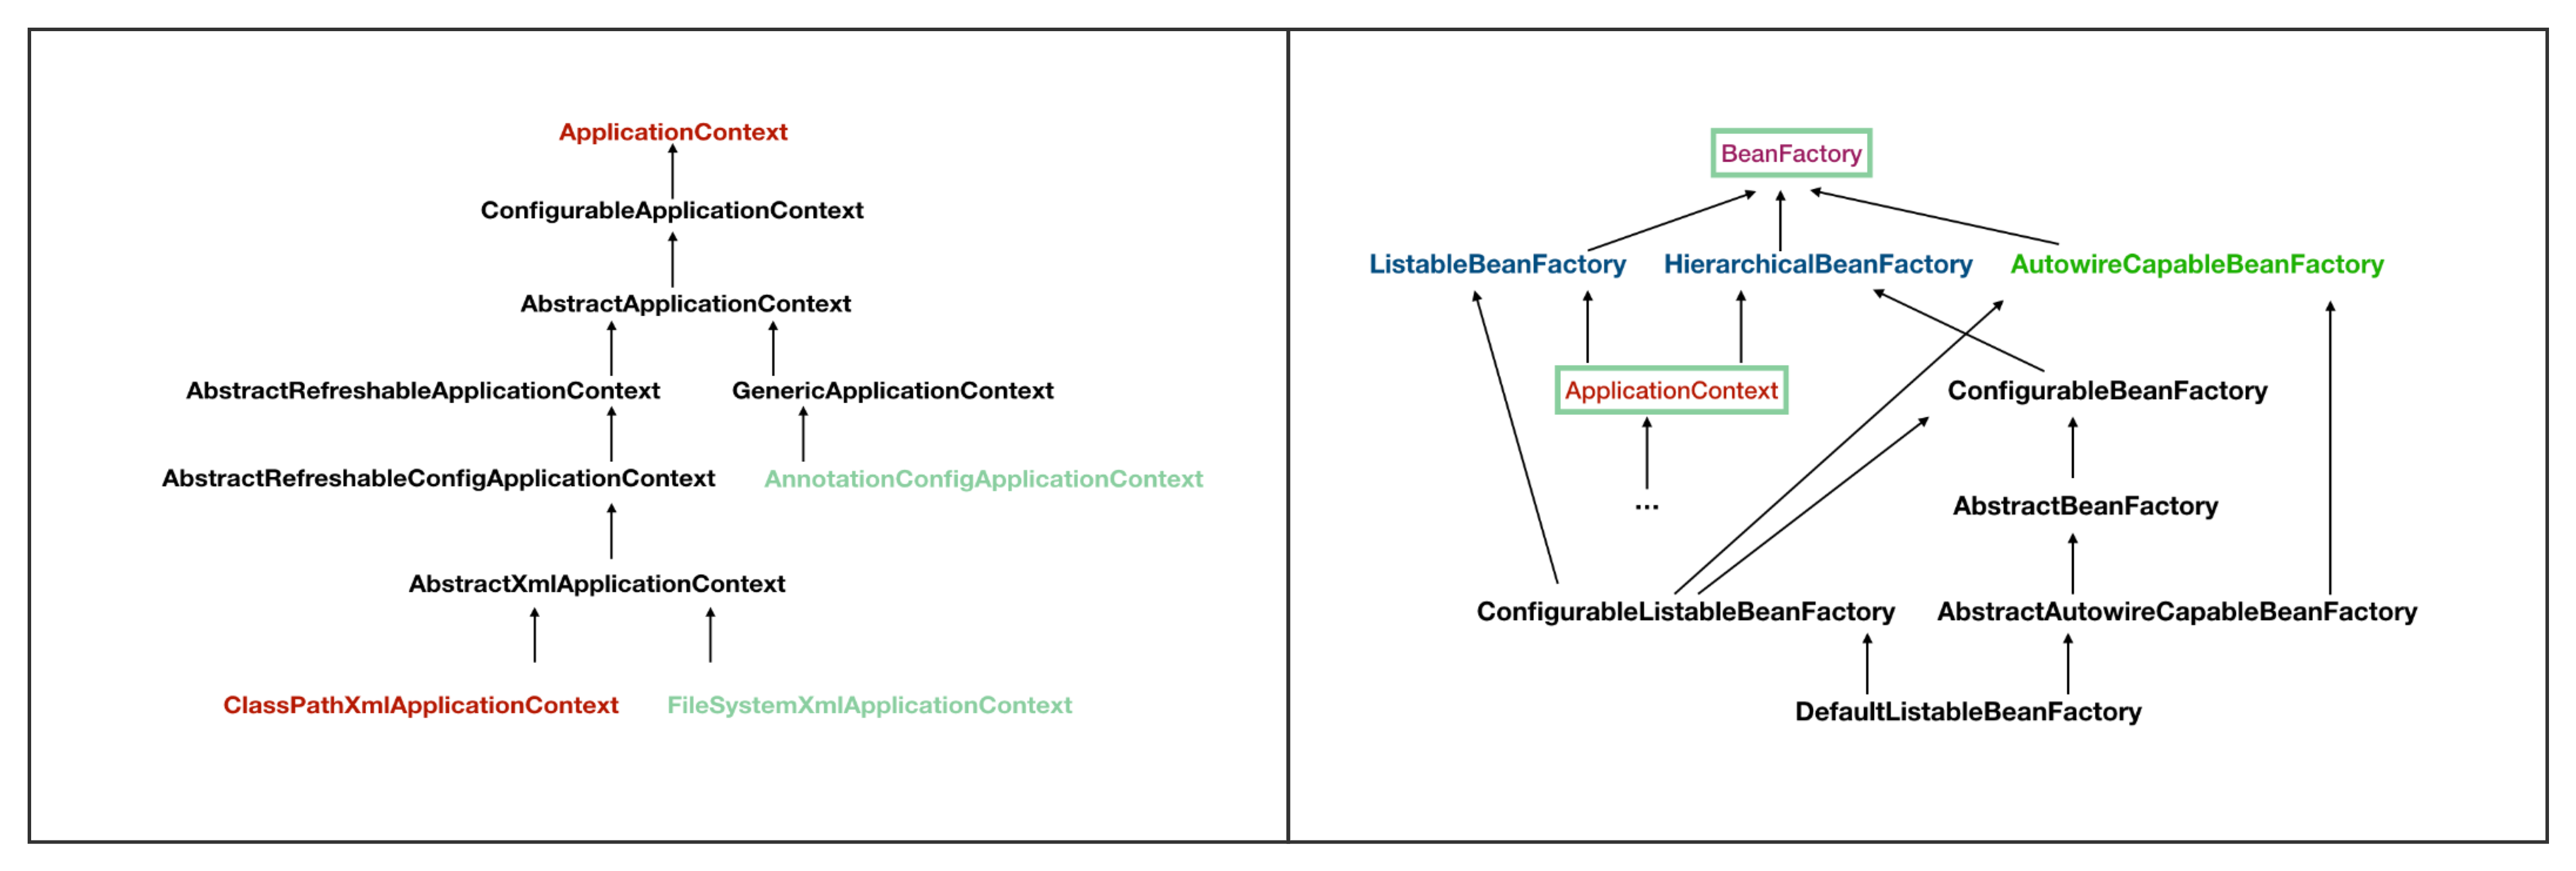 ApplicationContext
ConfigurableApplicationContext
AbstractApplicationContext
AbstractRefreshableApplicationContext
GenericApplicationContext
AbstractRefreshableConfigApplicationContext
AnnotationConfigApplicationContext
AbstractXmlApplicationContext
ClassPathXmlApplicationContext
FileSystemXmlApplicationContext
BeanFactory
ListableBeanFactory
HierarchicalBeanFactory
AutowireCapableBeanFactory
ApplicationContext
ConfigurableBeanFactory
...
AbstractBeanFactory
ConfigurableListableBeanFactory
AbstractAutowireCapableBeanFactory
DefaultListableBeanFactory